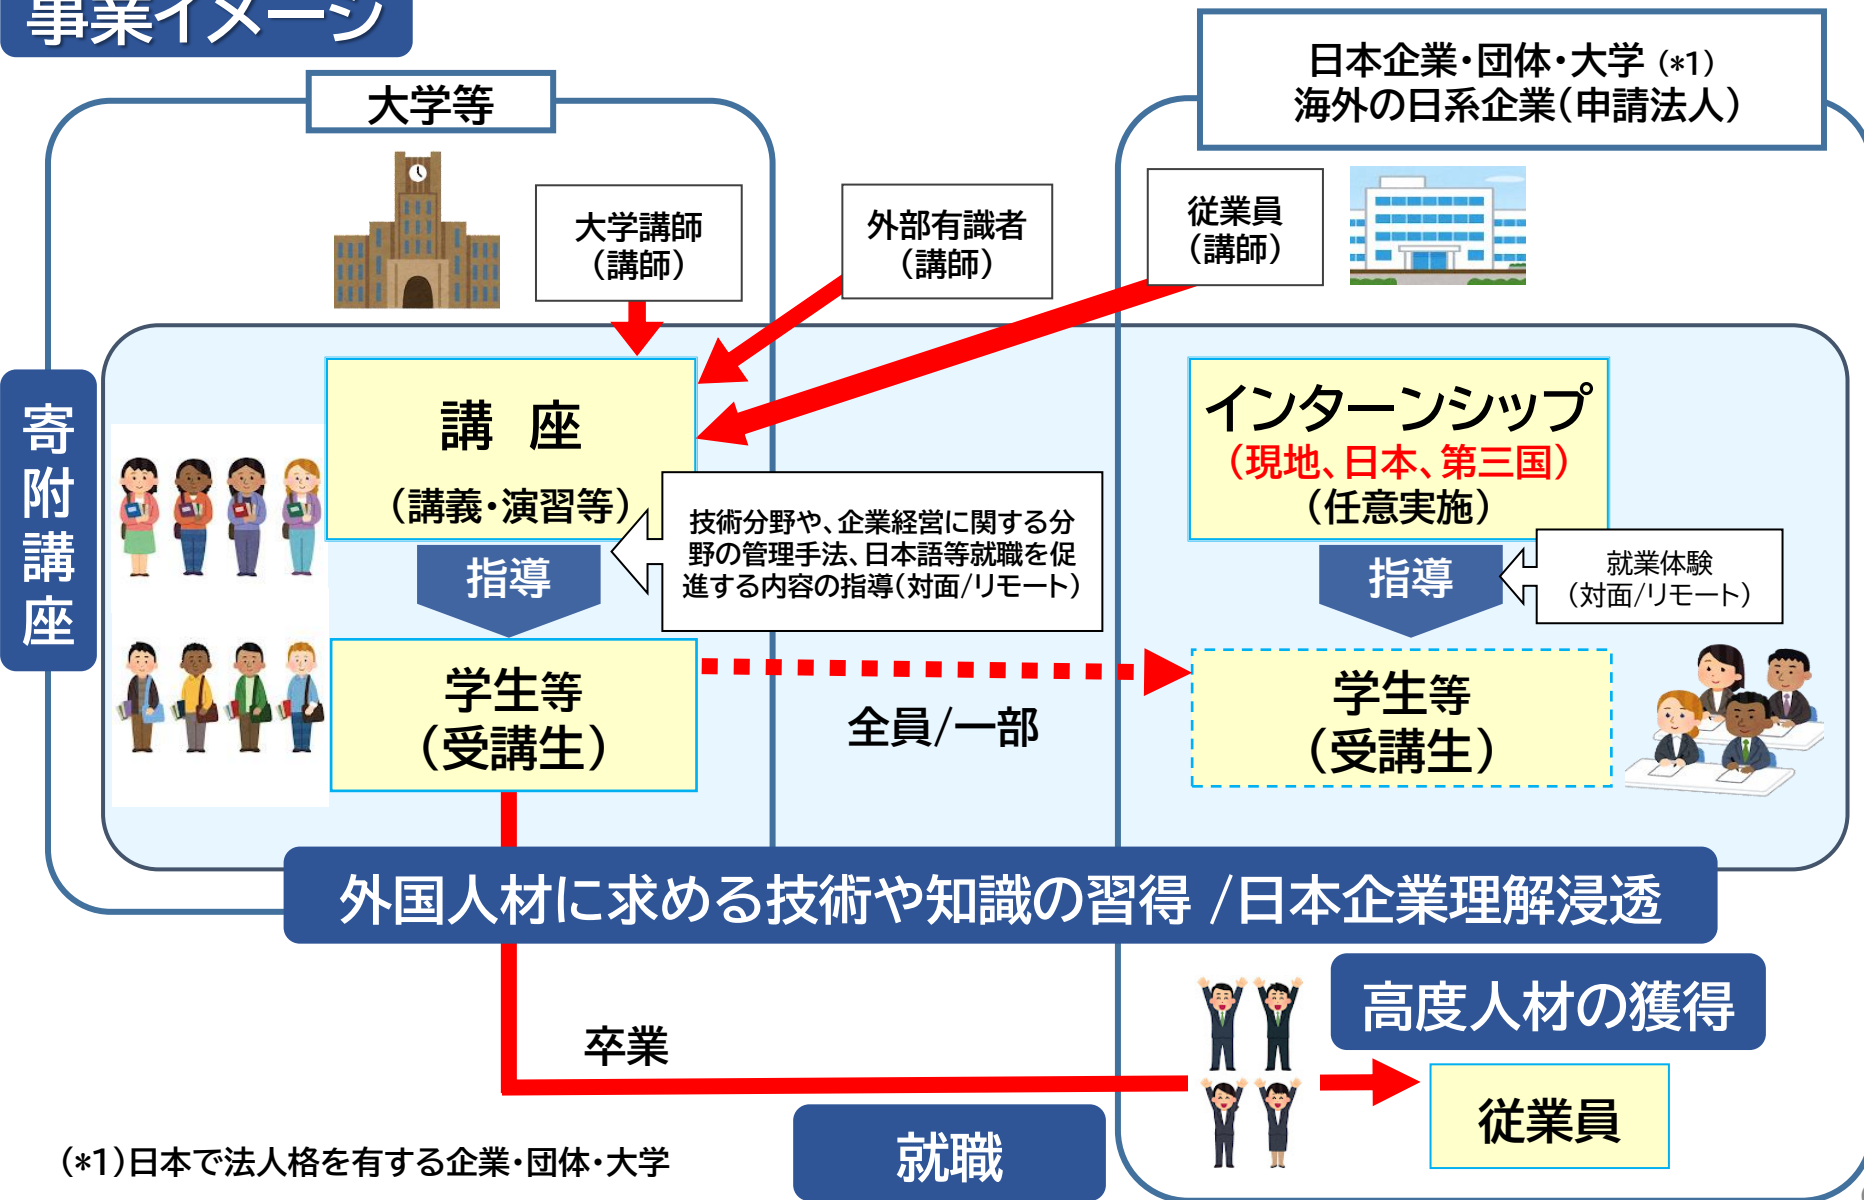 事業イメージ
大学等
日本企業・団体・大学 (*1)
海外の日系企業(申請法人)
大学講師
(講師)
外部有識者
(講師)
従業員
(講師)
寄附講座
講 座
(講義・演習等)
インターンシップ
(現地、日本、第三国)
(任意実施)
技術分野や、企業経営に関する分
野の管理手法、日本語等就職を促
進する内容の指導(対面/リモート)
指導
指導
就業体験
(対面/リモート)
学生等
(受講生)
全員/一部
学生等
(受講生)
外国人材に求める技術や知識の習得 /日本企業理解浸透
高度人材の獲得
卒業
従業員
就職
(*1)日本で法人格を有する企業・団体・大学